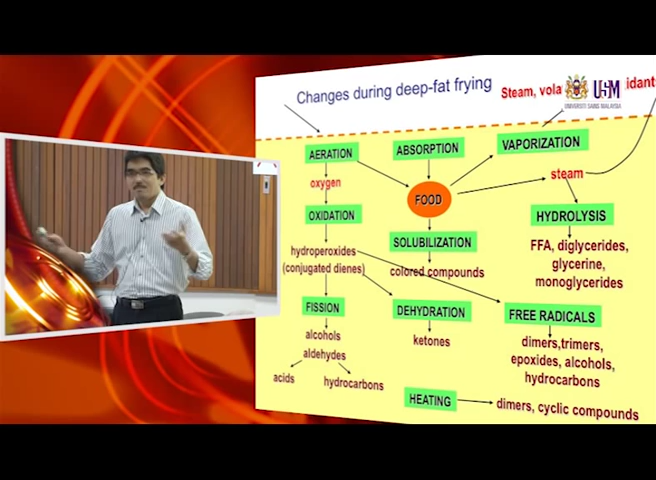 Changes during deep-fat frying
Steam, vola
idants
USM
UNIVERSITI SAINS MALAYSIA
AERATION
ABSORPTION
VAPORIZATION
oxygen
steam
FOOD
OXIDATION
HYDROLYSIS
SOLUBILIZATION
hydroperoxides
(conjugated dienes)
colored compounds
FFA, diglycerides,
glycerine,
monoglycerides
FISSION
DEHYDRATION
FREE RADICALS
alcohols
aldehydes
ketones
dimers,trimers,
epoxides, alcohols,
hydrocarbons
acids
hydrocarbons
HEATING
dimers, cyclic compounds